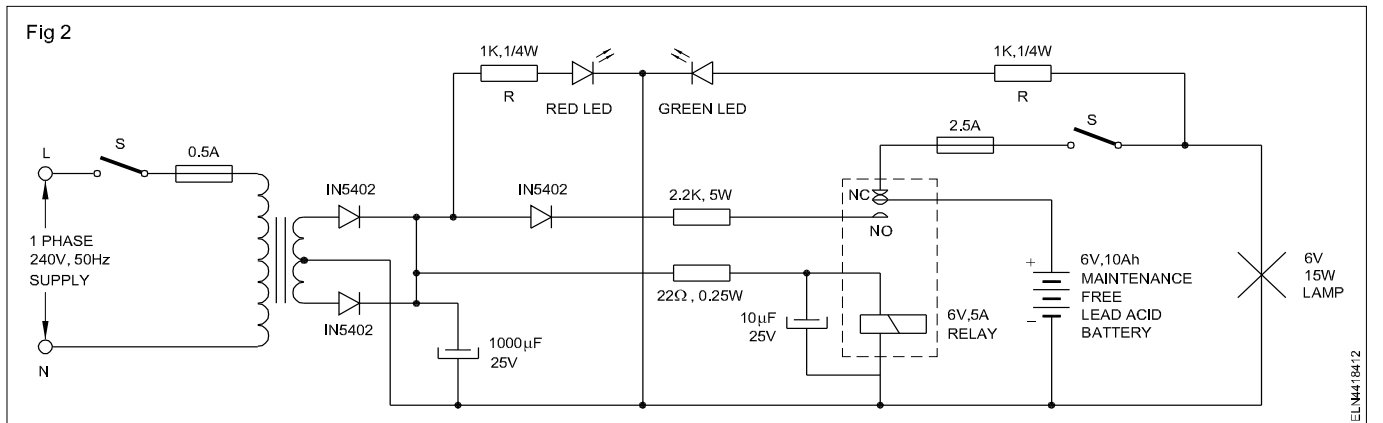 Fig 2
1K,1/4W
R
RED LED
GREEN LED
1K,1/4W
R
2.5A
S
L
S
0.5A
IN5402
IN5402
2.2K, 5W
NC
NO
1 PHASE
240V, 50Hz
SUPPLY
IN5402
22Ω, 0.25W
10μF
25V
6V,5A
RELAY
+
6V,10Ah
MAINTENANCE
FREE
LEAD ACID
BATTERY
–
6V
15W
LAMP
1000μF
25V
N
ELN4418412